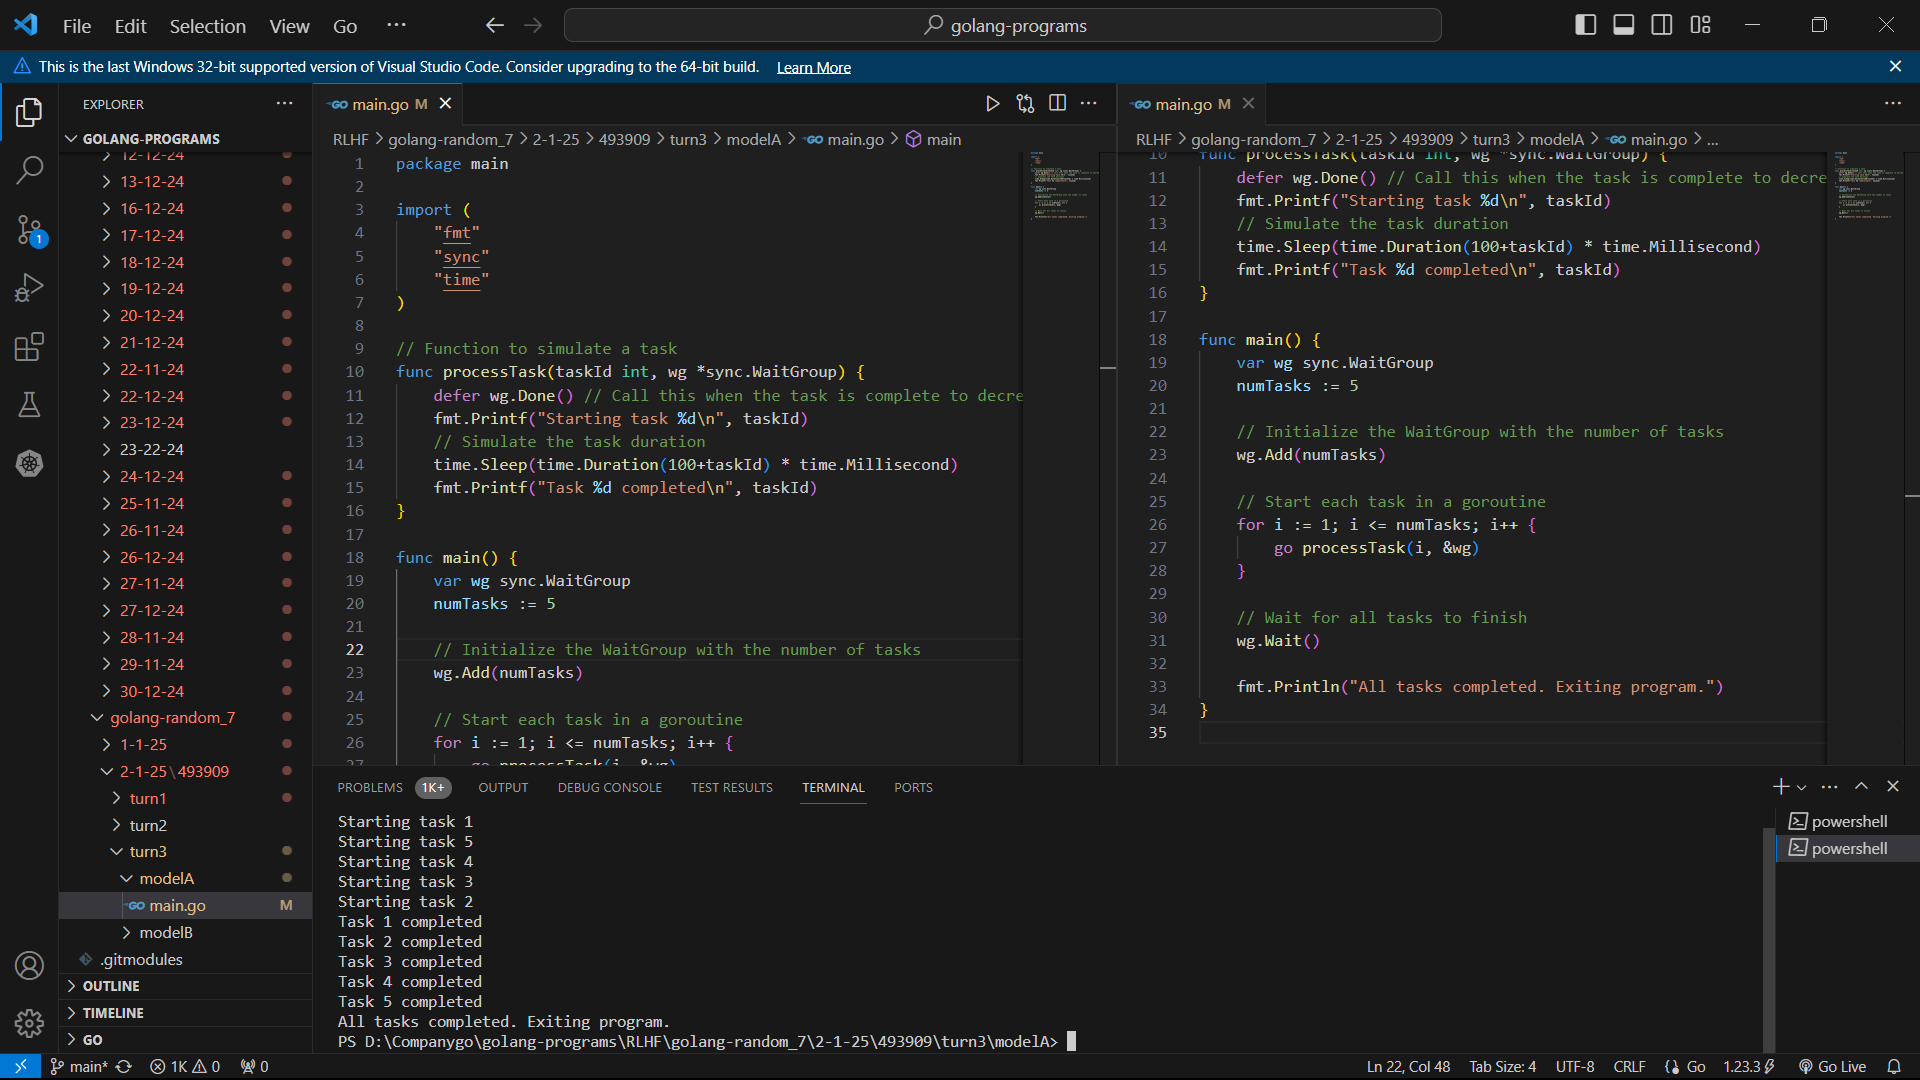 File Edit Selection View Go ···
golang-programs
This is the last Windows 32-bit supported version of Visual Studio Code. Consider upgrading to the 64-bit build. Learn More
EXPLORER
GOLANG-PROGRAMS
12-12-24
13-12-24
16-12-24
17-12-24
18-12-24
19-12-24
20-12-24
21-12-24
22-11-24
22-12-24
23-12-24
23-22-24
24-12-24
25-11-24
26-11-24
26-12-24
27-11-24
27-12-24
28-11-24
29-11-24
30-12-24
golang-random_7
1-1-25
2-1-25\493909
turn1
turn2
turn3
modelA
GO main.go M
modelB
.gitmodules
OUTLINE
TIMELINE
GO
1
GO main.go M
RLHF > golang-random_7 > 2-1-25 > 493909 > turn3 > modelA > GO main.go > main
1 package main
2
3 import (
4 "fmt"
5 "sync"
6 "time"
7 )
8
9 // Function to simulate a task
10 func processTask(taskId int, wg *sync.WaitGroup) {
11 defer wg.Done() // Call this when the task is complete to decre
12 fmt.Printf("Starting task %d\n", taskId)
13 // Simulate the task duration
14 time.Sleep(time.Duration(100+taskId) * time.Millisecond)
15 fmt.Printf("Task %d completed\n", taskId)
16 }
17
18 func main() {
19 var wg sync.WaitGroup
20 numTasks := 5
21
22 // Initialize the WaitGroup with the number of tasks
23 wg.Add(numTasks)
24
25 // Start each task in a goroutine
26 for i := 1; i <= numTasks; i++ {
27 go processTask(i, &wg)
GO main.go M
RLHF > golang-random_7 > 2-1-25 > 493909 > turn3 > modelA > GO main.go > ...
10 func processTask(taskId int, wg *sync.WaitGroup) {
11 defer wg.Done() // Call this when the task is complete to decre
12 fmt.Printf("Starting task %d\n", taskId)
13 // Simulate the task duration
14 time.Sleep(time.Duration(100+taskId) * time.Millisecond)
15 fmt.Printf("Task %d completed\n", taskId)
16 }
17
18 func main() {
19 var wg sync.WaitGroup
20 numTasks := 5
21
22 // Initialize the WaitGroup with the number of tasks
23 wg.Add(numTasks)
24
25 // Start each task in a goroutine
26 for i := 1; i <= numTasks; i++ {
27 go processTask(i, &wg)
28 }
29
30 // Wait for all tasks to finish
31 wg.Wait()
32
33 fmt.Println("All tasks completed. Exiting program.")
34 }
35
PROBLEMS 1K+ OUTPUT DEBUG CONSOLE TEST RESULTS TERMINAL PORTS
Starting task 1
Starting task 5
Starting task 4
Starting task 3
Starting task 2
Task 1 completed
Task 2 completed
Task 3 completed
Task 4 completed
Task 5 completed
All tasks completed. Exiting program.
PS D:\Companygo\golang-programs\RLHF\golang-random_7\2-1-25\493909\turn3\modelA>
powershell
powershell
main* 1K 0 0 Ln 22, Col 48 Tab Size: 4 UTF-8 CRLF Go 1.23.3 Go Live